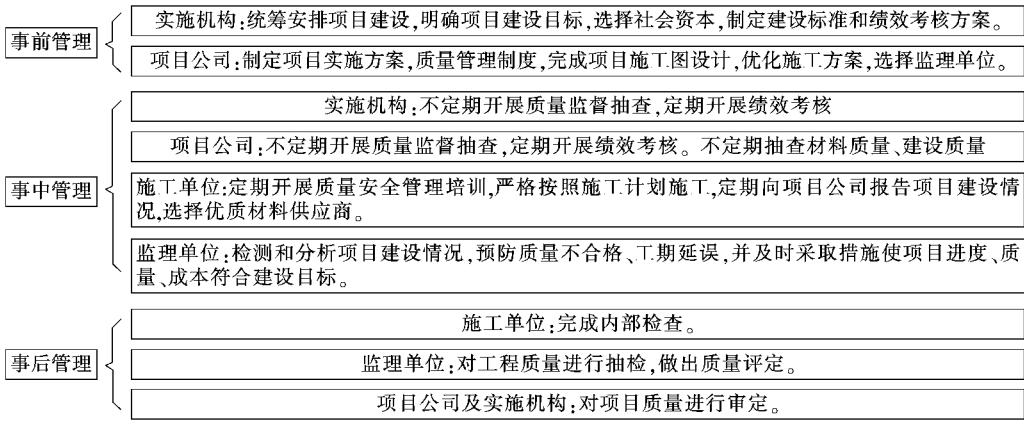 事前管理
实施机构:统筹安排项目建设,明确项目建设目标,选择社会资本,制定建设标准和绩效考核方案。
项目公司:制定项目实施方案,质量管理制度,完成项目施工图设计,优化施工方案,选择监理单位。
事中管理
实施机构:不定期开展质量监督抽查,定期开展绩效考核
项目公司:不定期开展质量监督抽查,定期开展绩效考核。不定期抽查材料质量、建设质量
施工单位:定期开展质量安全管理培训,严格按照施工计划施工,定期向项目公司报告项目建设情
况,选择优质材料供应商。
监理单位:检测和分析项目建设情况,预防质量不合格、工期延误,并及时采取措施使项目进度、质
量、成本符合建设目标。
事后管理
施工单位:完成内部检查。
监理单位:对工程质量进行抽检,做出质量评定。
项目公司及实施机构:对项目质量进行审定。